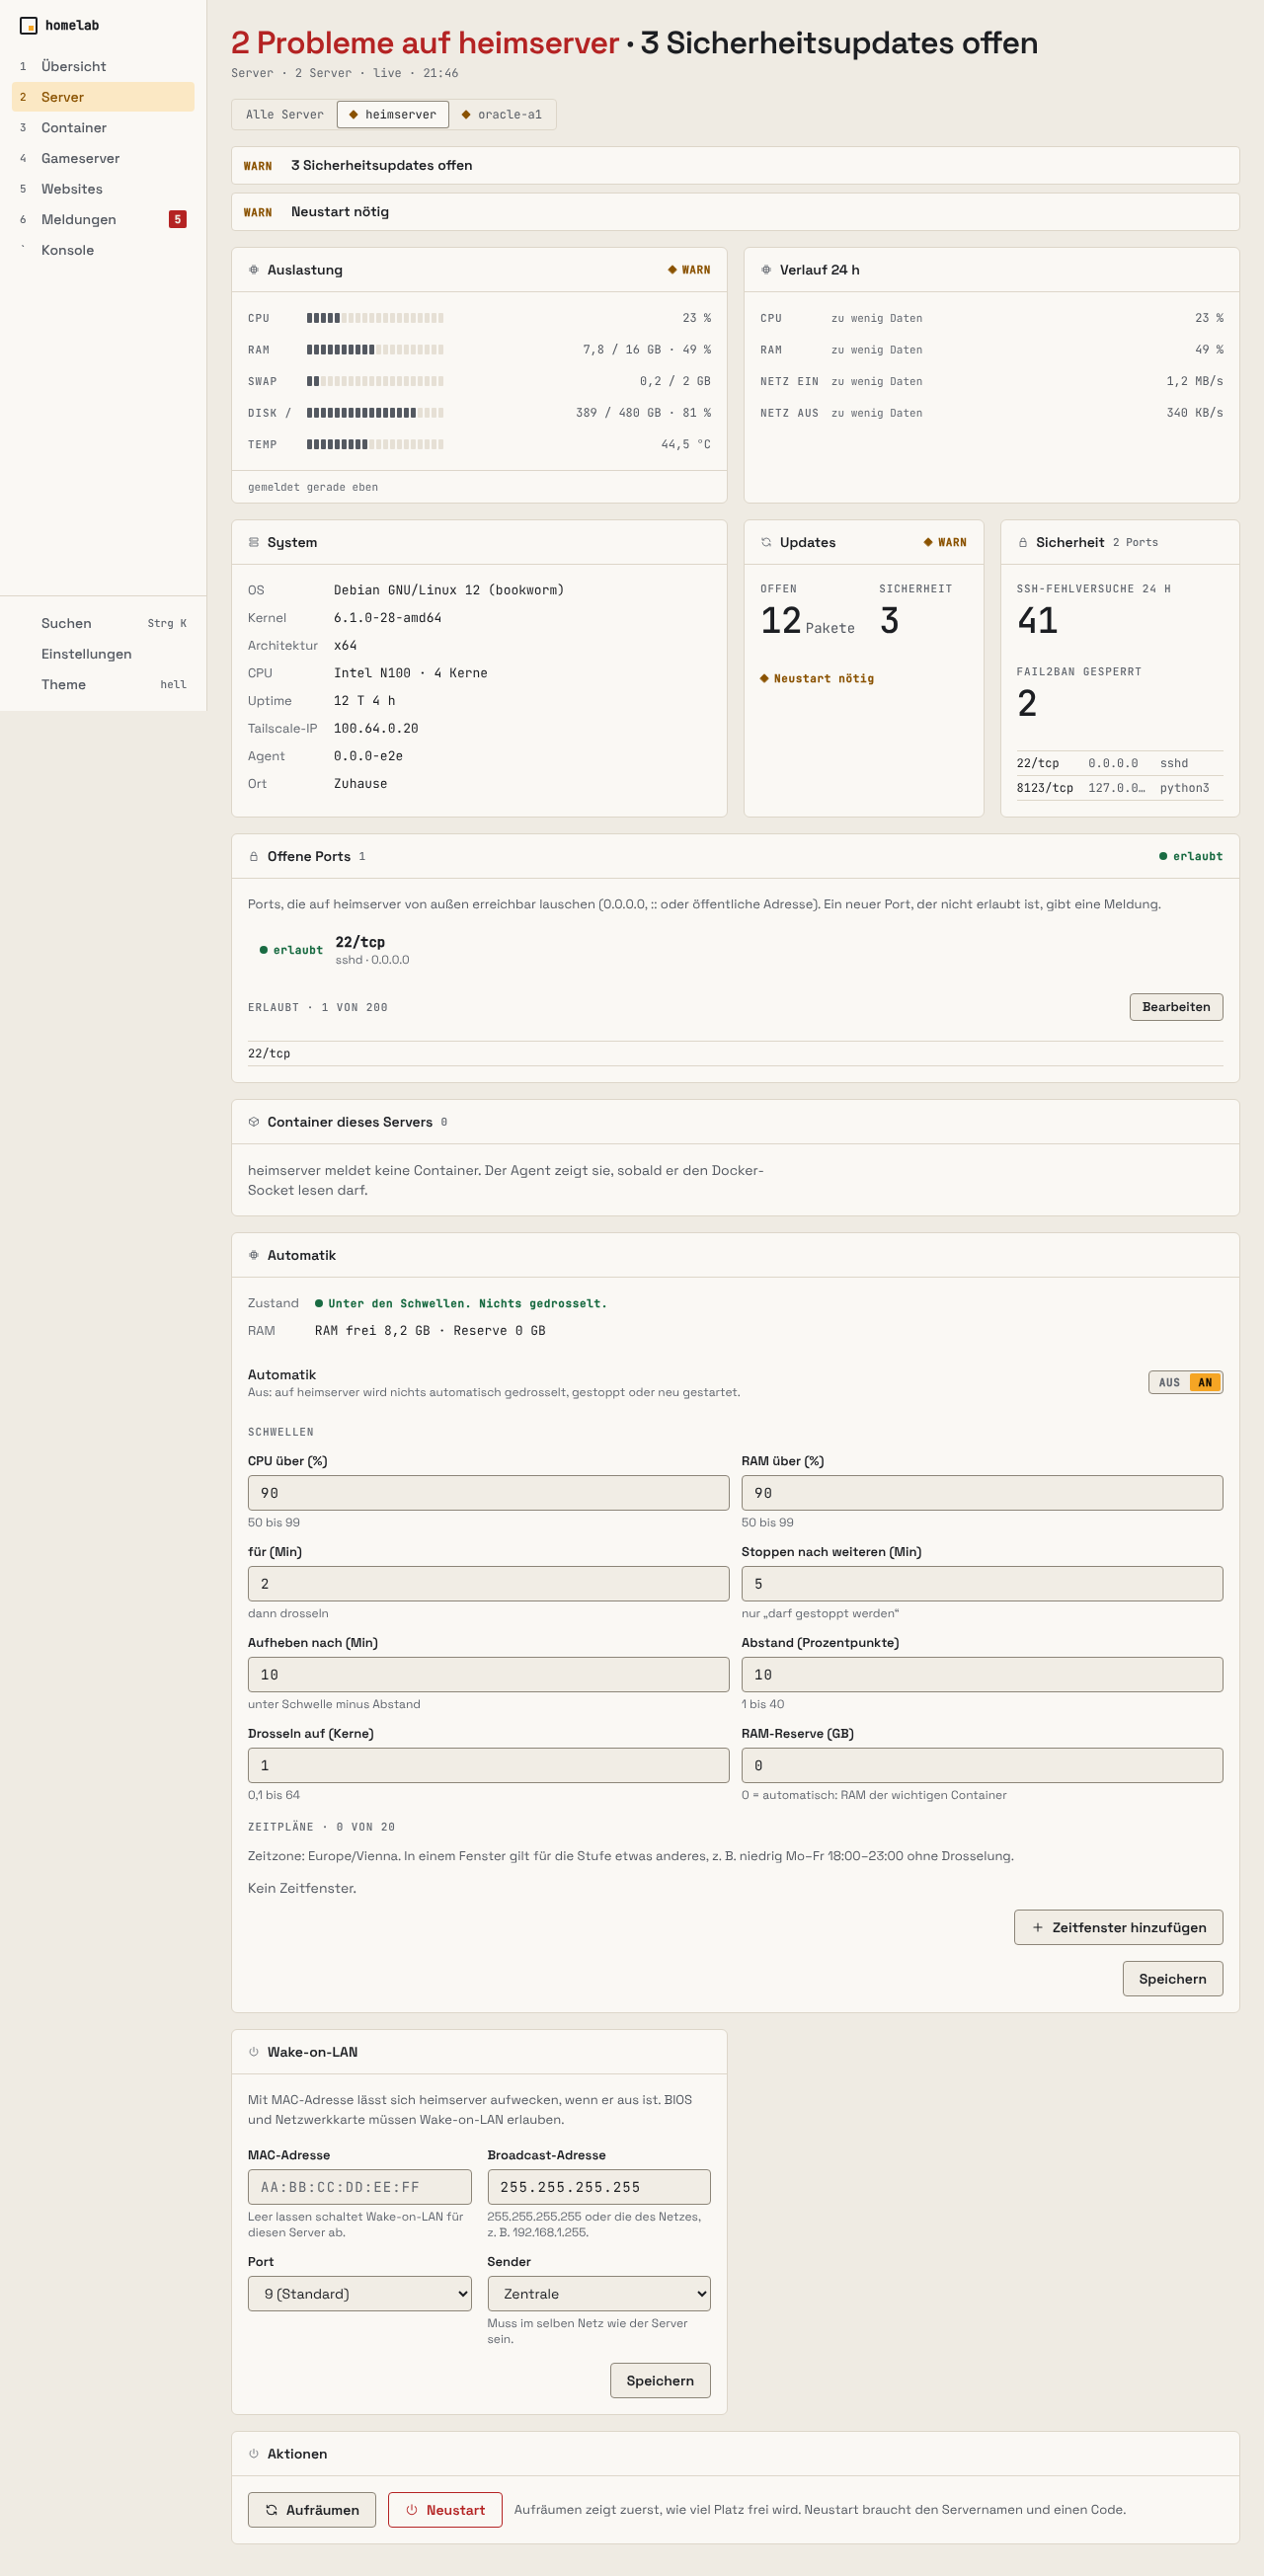 homelab
1 Übersicht
2 Server
3 Container
4 Gameserver
5 Websites
6 Meldungen 5
` Konsole
Suchen Strg K
Einstellungen
Theme hell
2 Probleme auf heimserver · 3 Sicherheitsupdates offen
Server · 2 Server · live · 21:46
Alle Server ◆ heimserver ◆ oracle-a1
WARN 3 Sicherheitsupdates offen
WARN Neustart nötig
Auslastung ◆ WARN
CPU 23 %
RAM 7,8 / 16 GB · 49 %
SWAP 0,2 / 2 GB
DISK / 389 / 480 GB · 81 %
TEMP 44,5 °C
gemeldet gerade eben
Verlauf 24 h
CPU zu wenig Daten 23 %
RAM zu wenig Daten 49 %
NETZ EIN zu wenig Daten 1,2 MB/s
NETZ AUS zu wenig Daten 340 KB/s
System
OS Debian GNU/Linux 12 (bookworm)
Kernel 6.1.0-28-amd64
Architektur x64
CPU Intel N100 · 4 Kerne
Uptime 12 T 4 h
Tailscale-IP 100.64.0.20
Agent 0.0.0-e2e
Ort Zuhause
Updates ◆ WARN
OFFEN SICHERHEIT
12 Pakete 3
◆ Neustart nötig
Sicherheit 2 Ports
SSH-FEHLVERSUCHE 24 H
41
FAIL2BAN GESPERRT
2
22/tcp 0.0.0.0 sshd
8123/tcp 127.0.0… python3
Offene Ports 1 ● erlaubt
Ports, die auf heimserver von außen erreichbar lauschen (0.0.0.0, :: oder öffentliche Adresse). Ein neuer Port, der nicht erlaubt ist, gibt eine Meldung.
● erlaubt 22/tcp
sshd · 0.0.0.0
ERLAUBT · 1 VON 200 Bearbeiten
22/tcp
Container dieses Servers 0
heimserver meldet keine Container. Der Agent zeigt sie, sobald er den Docker-
Socket lesen darf.
Automatik
Zustand ● Unter den Schwellen. Nichts gedrosselt.
RAM RAM frei 8,2 GB · Reserve 0 GB
Automatik
Aus: auf heimserver wird nichts automatisch gedrosselt, gestoppt oder neu gestartet.
AUS AN
SCHWELLEN
CPU über (%) RAM über (%)
90 90
50 bis 99 50 bis 99
für (Min) Stoppen nach weiteren (Min)
2 5
dann drosseln nur „darf gestoppt werden“
Aufheben nach (Min) Abstand (Prozentpunkte)
10 10
unter Schwelle minus Abstand 1 bis 40
Drosseln auf (Kerne) RAM-Reserve (GB)
1 0
0,1 bis 64 0 = automatisch: RAM der wichtigen Container
ZEITPLÄNE · 0 VON 20
Zeitzone: Europe/Vienna. In einem Fenster gilt für die Stufe etwas anderes, z. B. niedrig Mo–Fr 18:00–23:00 ohne Drosselung.
Kein Zeitfenster.
+ Zeitfenster hinzufügen
Speichern
Wake-on-LAN
Mit MAC-Adresse lässt sich heimserver aufwecken, wenn er aus ist. BIOS
und Netzwerkkarte müssen Wake-on-LAN erlauben.
MAC-Adresse Broadcast-Adresse
AA:BB:CC:DD:EE:FF 255.255.255.255
Leer lassen schaltet Wake-on-LAN für 255.255.255.255 oder die des Netzes,
diesen Server ab. z. B. 192.168.1.255.
Port Sender
9 (Standard) Zentrale
Muss im selben Netz wie der Server
sein.
Speichern
Aktionen
Aufräumen Neustart Aufräumen zeigt zuerst, wie viel Platz frei wird. Neustart braucht den Servernamen und einen Code.